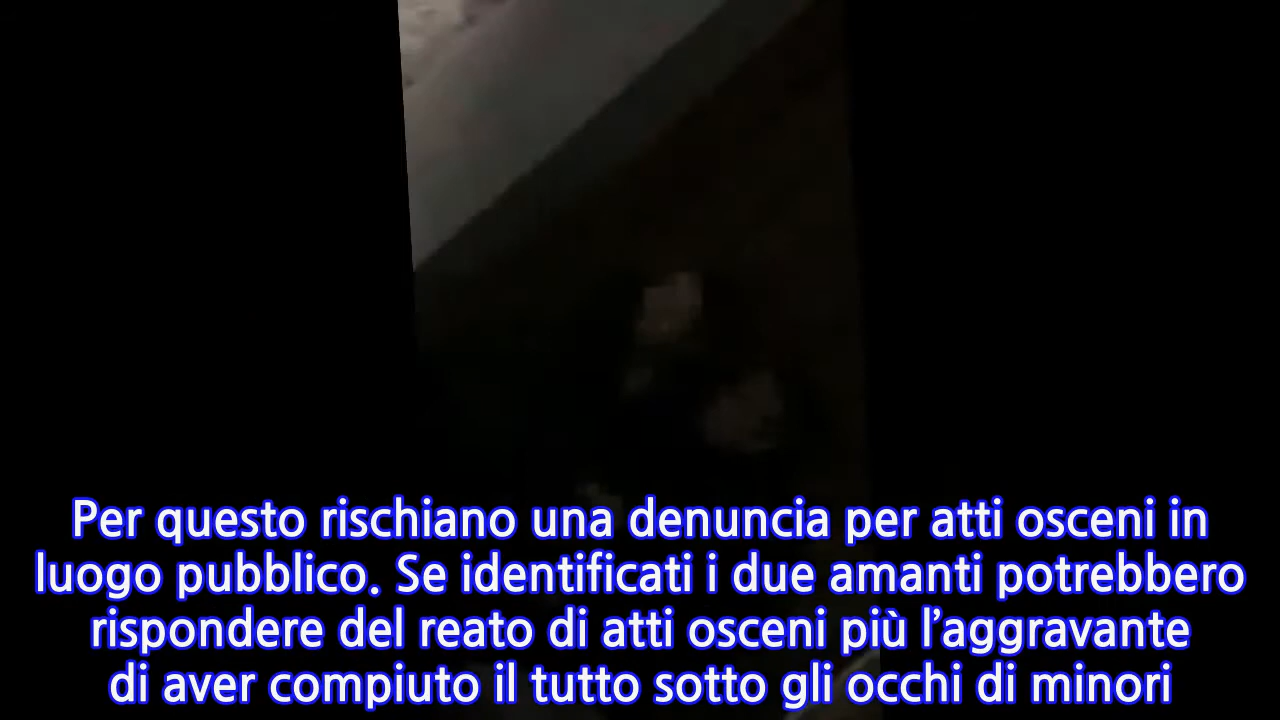 Per questo rischiano una denuncia per atti osceni in
luogo pubblico. Se identificati i due amanti potrebbero
rispondere del reato di atti osceni più l’aggravante
di aver compiuto il tutto sotto gli occhi di minori